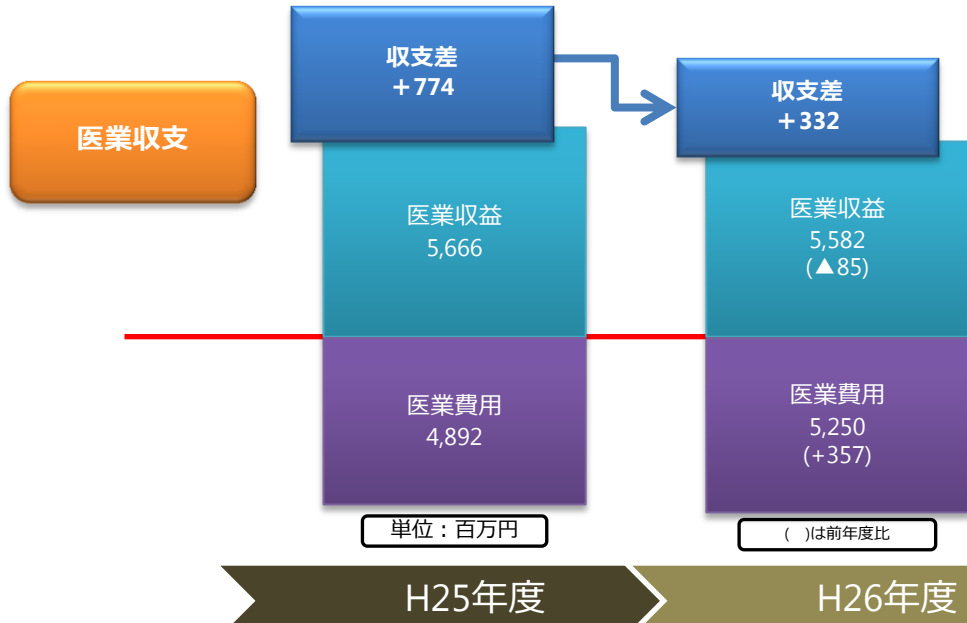 医業収支
収支差
+774
収支差
+332
医業収益
5,666
医業収益
5,582
(▲85)
医業費用
4,892
医業費用
5,250
(+357)
単位：百万円
(　)は前年度比
H25年度
H26年度